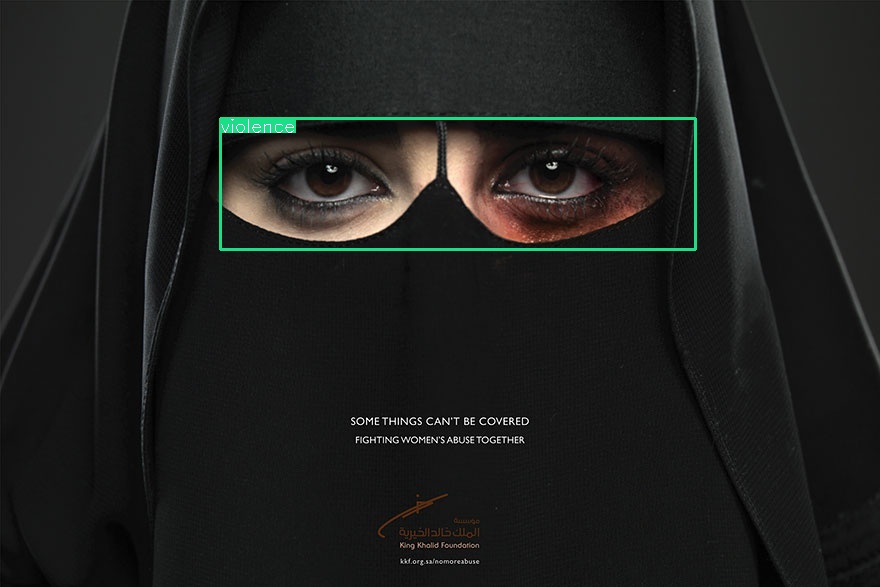 violence
SOME THINGS CAN'T BE COVERED
FIGHTING WOMEN'S ABUSE TOGETHER
مؤسسة
الملك خالد الخيرية
King Khalid Foundation
kkf.org.sa/nomoreabuse